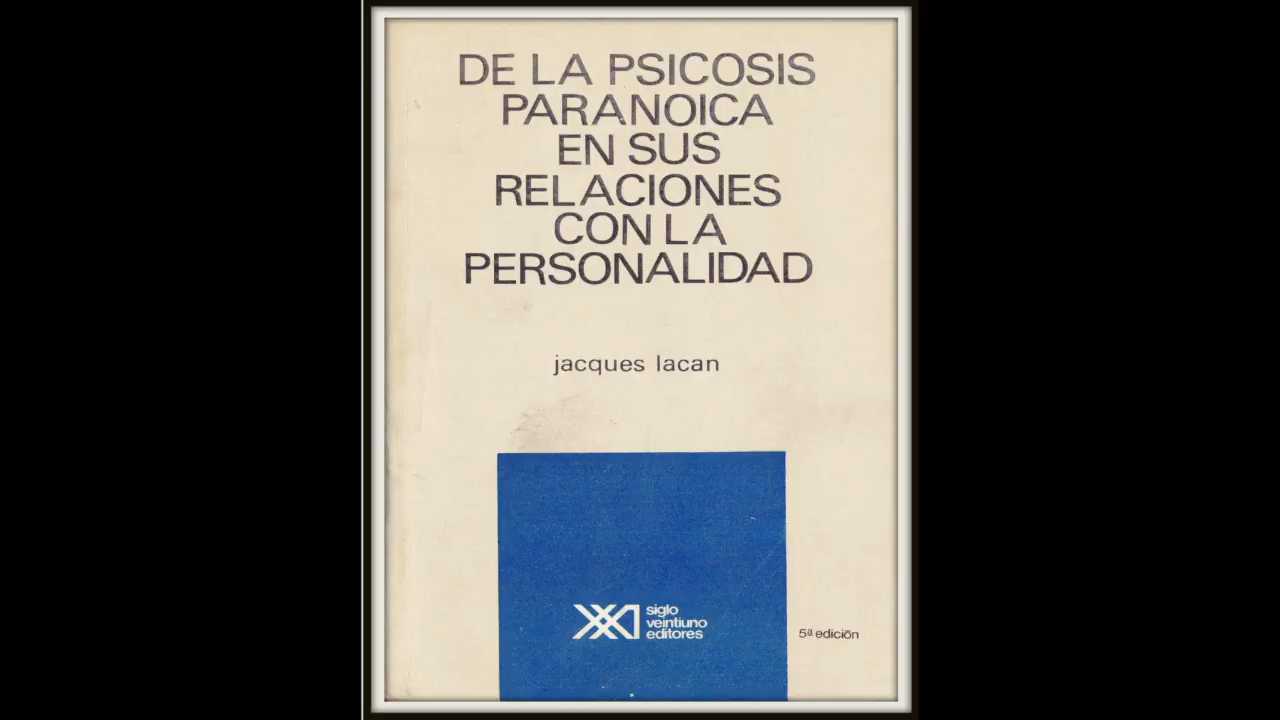 DE LA PSICOSIS
PARANOICA
EN SUS
RELACIONES
CON LA
PERSONALIDAD
jacques lacan
siglo
veintiuno
editores
5ª edición